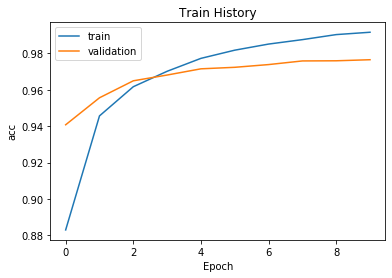 Train History
train
validation
acc
0.98
0.96
0.94
0.92
0.90
0.88
0 2 4 6 8
Epoch